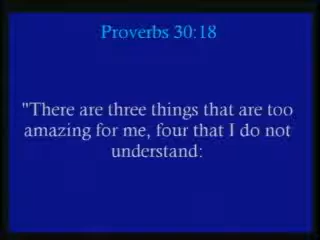 Proverbs 30:18
"There are three things that are too
amazing for me, four that I do not
understand: